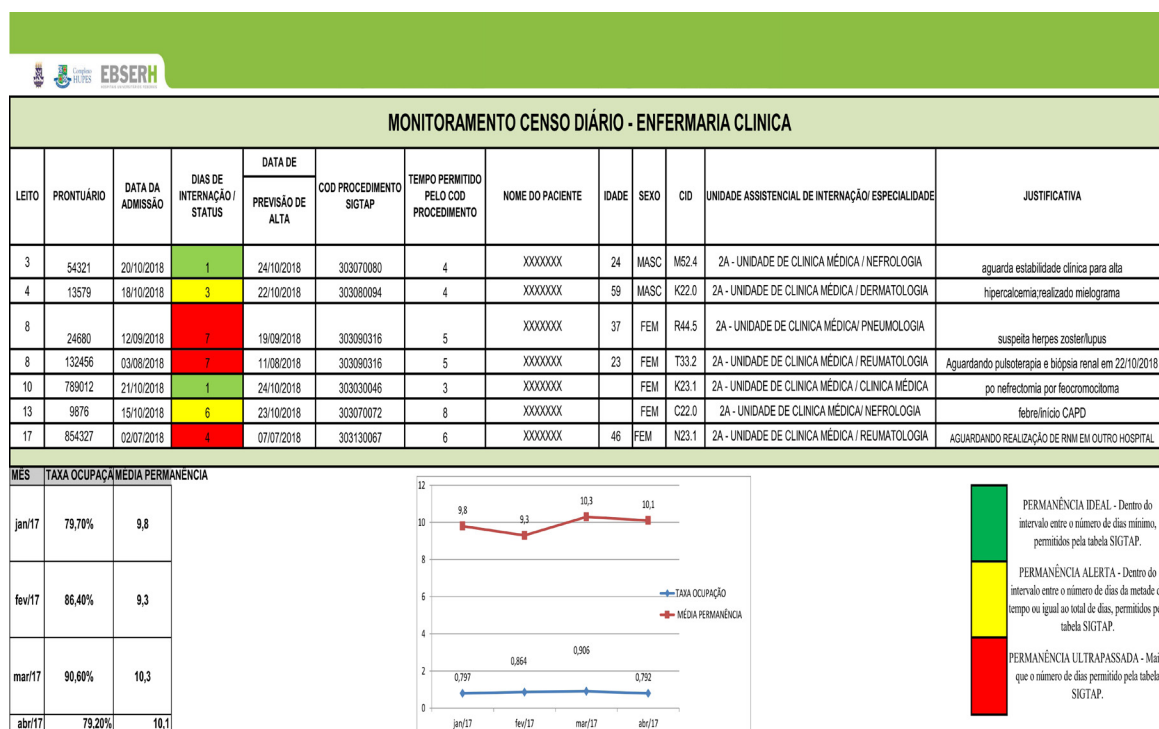 Complexo
HUPES
EBSERH
MONITORAMENTO CENSO DIÁRIO - ENFERMARIA CLINICA
LEITO PRONTUÁRIO DATA DA ADMISSÃO DIAS DE INTERNAÇÃO / STATUS DATA DE PREVISÃO DE ALTA COD PROCEDIMENTO SIGTAP TEMPO PERMITIDO PELO COD PROCEDIMENTO NOME DO PACIENTE IDADE SEXO CID UNIDADE ASSISTENCIAL DE INTERNAÇÃO/ ESPECIALIDADE JUSTIFICATIVA
3 54321 20/10/2018 1 24/10/2018 303070080 4 XXXXXXX 24 MASC M52.4 2A - UNIDADE DE CLINICA MÉDICA / NEFROLOGIA aguarda estabilidade clínica para alta
4 13579 18/10/2018 3 22/10/2018 303080094 4 XXXXXXX 59 MASC K22.0 2A - UNIDADE DE CLINICA MÉDICA / DERMATOLOGIA hipercalcemia;realizado mielograma
8 24680 12/09/2018 7 19/09/2018 303090316 5 XXXXXXX 37 FEM R44.5 2A - UNIDADE DE CLINICA MÉDICA/ PNEUMOLOGIA suspeita herpes zoster/lupus
8 132456 03/08/2018 7 11/08/2018 303090316 5 XXXXXXX 23 FEM T33.2 2A - UNIDADE DE CLINICA MÉDICA / REUMATOLOGIA Aguardando pulsoterapia e biópsia renal em 22/10/2018
10 789012 21/10/2018 1 24/10/2018 303030046 3 XXXXXXX FEM K23.1 2A - UNIDADE DE CLINICA MÉDICA / CLINICA MÉDICA po nefrectomia por feocromocitoma
13 9876 15/10/2018 6 23/10/2018 303070072 8 XXXXXXX FEM C22.0 2A - UNIDADE DE CLINICA MÉDICA/ NEFROLOGIA febre/início CAPD
17 854327 02/07/2018 4 07/07/2018 303130067 6 XXXXXXX 46 FEM N23.1 2A - UNIDADE DE CLINICA MÉDICA / REUMATOLOGIA AGUARDANDO REALIZAÇÃO DE RNM EM OUTRO HOSPITAL
MÊS TAXA OCUPAÇÃ MÉDIA PERMANÊNCIA
jan/17 79,70% 9,8
fev/17 86,40% 9,3
mar/17 90,60% 10,3
abr/17 79,20% 10,1
12
10
8
6
4
2
0
9,8 9,3 10,3 10,1
0,797 0,864 0,906 0,792
jan/17 fev/17 mar/17 abr/17
TAXA OCUPAÇÃO
MÉDIA PERMANÊNCIA
PERMANÊNCIA IDEAL - Dentro do
intervalo entre o número de dias mínimo,
permitidos pela tabela SIGTAP.
PERMANÊNCIA ALERTA - Dentro do
intervalo entre o número de dias da metade d
tempo ou igual ao total de dias, permitidos pe
tabela SIGTAP.
PERMANÊNCIA ULTRAPASSADA - Mai
que o número de dias permitido pela tabela
SIGTAP.